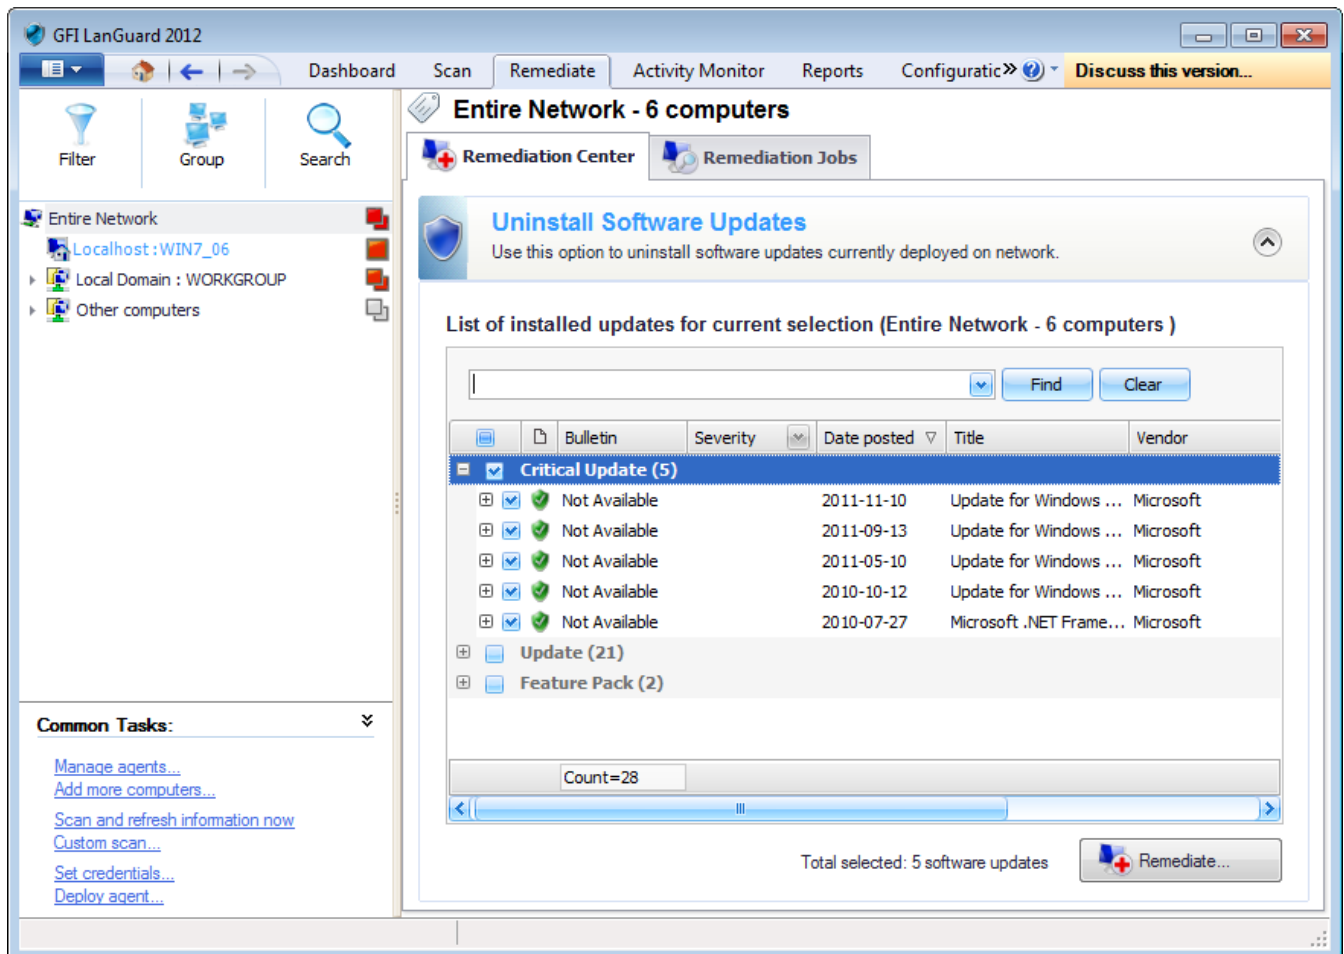 GFI LanGuard 2012
Dashboard Scan Remediate Activity Monitor Reports Configuratic» Discuss this version...
Filter Group Search
Entire Network
Localhost : WIN7_06
Local Domain : WORKGROUP
Other computers
Common Tasks:
Manage agents...
Add more computers...
Scan and refresh information now
Custom scan...
Set credentials...
Deploy agent...
Entire Network - 6 computers
Remediation Center Remediation Jobs
Uninstall Software Updates
Use this option to uninstall software updates currently deployed on network.
List of installed updates for current selection (Entire Network - 6 computers )
Find Clear
Bulletin Severity Date posted Title Vendor
Critical Update (5)
Not Available 2011-11-10 Update for Windows ... Microsoft
Not Available 2011-09-13 Update for Windows ... Microsoft
Not Available 2011-05-10 Update for Windows ... Microsoft
Not Available 2010-10-12 Update for Windows ... Microsoft
Not Available 2010-07-27 Microsoft .NET Frame... Microsoft
Update (21)
Feature Pack (2)
Count=28
Total selected: 5 software updates Remediate...